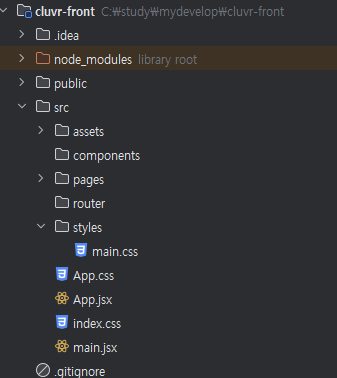 cluvr-front C:₩study₩mydevelop₩cluvr-front
.idea
node_modules library root
public
src
assets
components
pages
router
styles
main.css
App.css
App.jsx
index.css
main.jsx
.gitignore